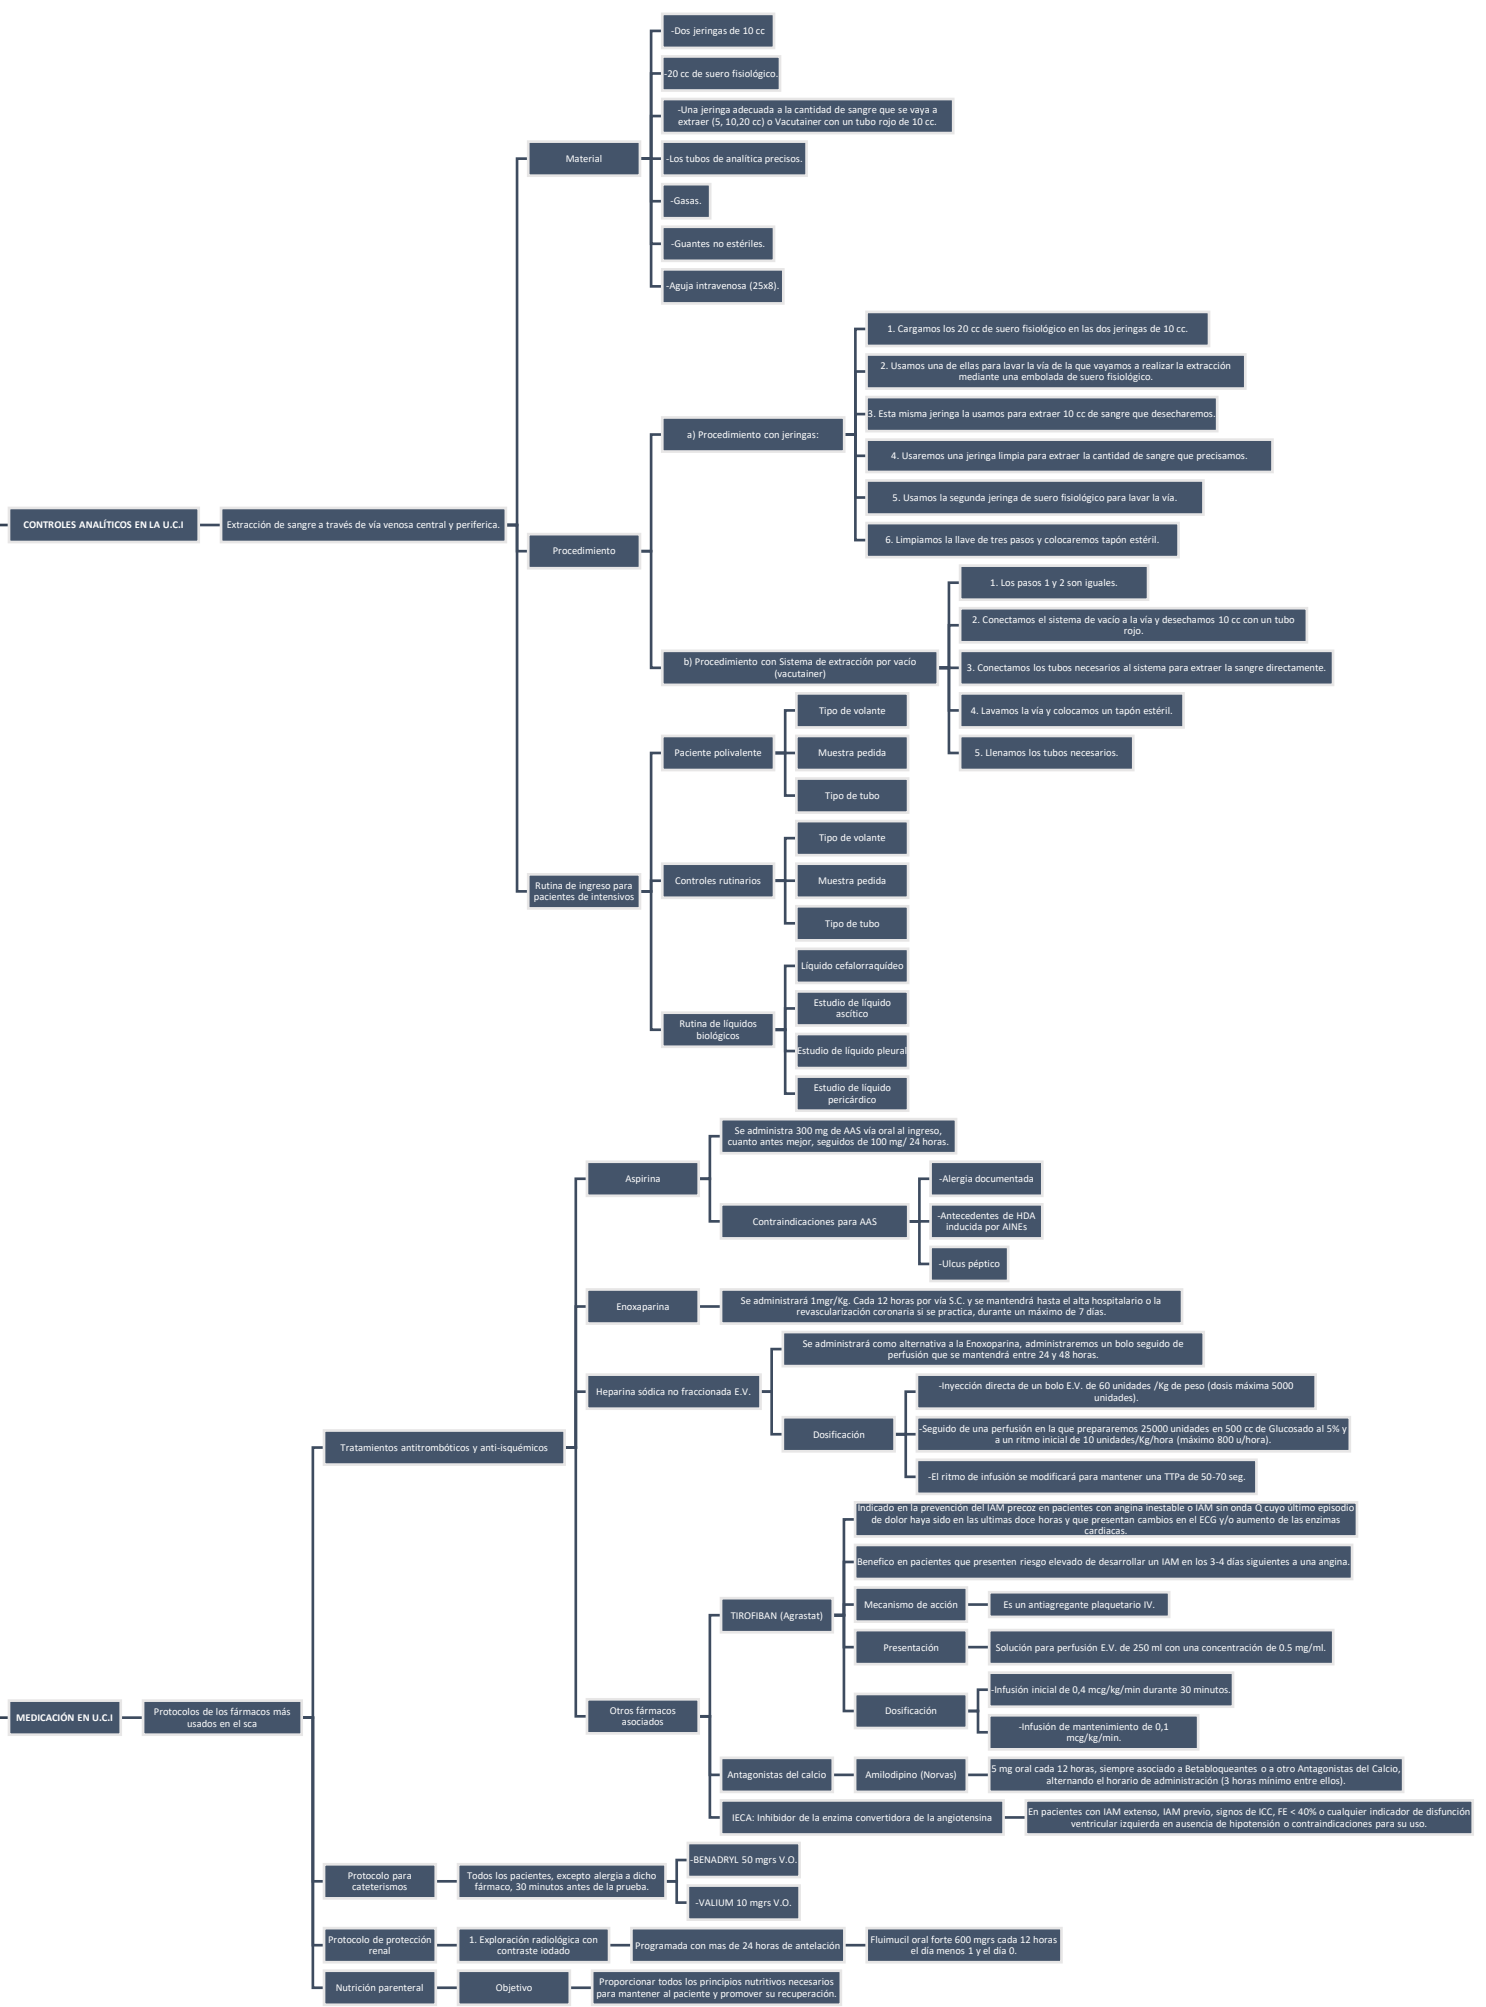 -Dos jeringas de 10 cc
-20 cc de suero fisiológico.
-Una jeringa adecuada a la cantidad de sangre que se vaya a
extraer (5, 10,20 cc) o Vacutainer con un tubo rojo de 10 cc.
Material
-Los tubos de analítica precisos.
-Gasas.
-Guantes no estériles.
-Aguja intravenosa (25x8).
CONTROLES ANALÍTICOS EN LA U.C.I
Extracción de sangre a través de vía venosa central y periferica.
Procedimiento
a) Procedimiento con jeringas:
1. Cargamos los 20 cc de suero fisiológico en las dos jeringas de 10 cc.
2. Usamos una de ellas para lavar la vía de la que vayamos a realizar la extracción
mediante una embolada de suero fisiológico.
3. Esta misma jeringa la usamos para extraer 10 cc de sangre que desecharemos.
4. Usaremos una jeringa limpia para extraer la cantidad de sangre que precisamos.
5. Usamos la segunda jeringa de suero fisiológico para lavar la vía.
6. Limpiamos la llave de tres pasos y colocaremos tapón estéril.
b) Procedimiento con Sistema de extracción por vacío
(vacutainer)
1. Los pasos 1 y 2 son iguales.
2. Conectamos el sistema de vacío a la vía y desechamos 10 cc con un tubo
rojo.
3. Conectamos los tubos necesarios al sistema para extraer la sangre directamente.
4. Lavamos la vía y colocamos un tapón estéril.
5. Llenamos los tubos necesarios.
Rutina de ingreso para
pacientes de intensivos
Paciente polivalente
Tipo de volante
Muestra pedida
Tipo de tubo
Controles rutinarios
Tipo de volante
Muestra pedida
Tipo de tubo
Rutina de líquidos
biológicos
Líquido cefalorraquídeo
Estudio de líquido
ascítico
Estudio de líquido pleural
Estudio de líquido
pericárdico
MEDICACIÓN EN U.C.I
Protocolos de los fármacos más
usados en el sca
Tratamientos antitrombóticos y anti-isquémicos
Aspirina
Se administra 300 mg de AAS vía oral al ingreso,
cuanto antes mejor, seguidos de 100 mg/ 24 horas.
Contraindicaciones para AAS
-Alergia documentada
-Antecedentes de HDA
inducida por AINEs
-Ulcus péptico
Enoxaparina
Se administrará 1mgr/Kg. Cada 12 horas por vía S.C. y se mantendrá hasta el alta hospitalario o la
revascularización coronaria si se practica, durante un máximo de 7 días.
Heparina sódica no fraccionada E.V.
Se administrará como alternativa a la Enoxoparina, administraremos un bolo seguido de
perfusión que se mantendrá entre 24 y 48 horas.
Dosificación
-Inyección directa de un bolo E.V. de 60 unidades /Kg de peso (dosis máxima 5000
unidades).
-Seguido de una perfusión en la que prepararemos 25000 unidades en 500 cc de Glucosado al 5% y
a un ritmo inicial de 10 unidades/Kg/hora (máximo 800 u/hora).
-El ritmo de infusión se modificará para mantener una TTPa de 50-70 seg.
Otros fármacos
asociados
TIROFIBAN (Agrastat)
Indicado en la prevención del IAM precoz en pacientes con angina inestable o IAM sin onda Q cuyo último episodio
de dolor haya sido en las ultimas doce horas y que presentan cambios en el ECG y/o aumento de las enzimas
cardiacas.
Benefico en pacientes que presenten riesgo elevado de desarrollar un IAM en los 3-4 días siguientes a una angina.
Mecanismo de acción
Es un antiagregante plaquetario IV.
Presentación
Solución para perfusión E.V. de 250 ml con una concentración de 0.5 mg/ml.
Dosificación
-Infusión inicial de 0,4 mcg/kg/min durante 30 minutos.
-Infusión de mantenimiento de 0,1
mcg/kg/min.
Antagonistas del calcio
Amilodipino (Norvas)
5 mg oral cada 12 horas, siempre asociado a Betabloqueantes o a otro Antagonistas del Calcio,
alternando el horario de administración (3 horas mínimo entre ellos).
IECA: Inhibidor de la enzima convertidora de la angiotensina
En pacientes con IAM extenso, IAM previo, signos de ICC, FE < 40% o cualquier indicador de disfunción
ventricular izquierda en ausencia de hipotensión o contraindicaciones para su uso.
Protocolo para
cateterismos
Todos los pacientes, excepto alergia a dicho
fármaco, 30 minutos antes de la prueba.
-BENADRYL 50 mgrs V.O.
-VALIUM 10 mgrs V.O.
Protocolo de protección
renal
1. Exploración radiológica con
contraste iodado
Programada con mas de 24 horas de antelación
Fluimucil oral forte 600 mgrs cada 12 horas
el día menos 1 y el día 0.
Nutrición parenteral
Objetivo
Proporcionar todos los principios nutritivos necesarios
para mantener al paciente y promover su recuperación.